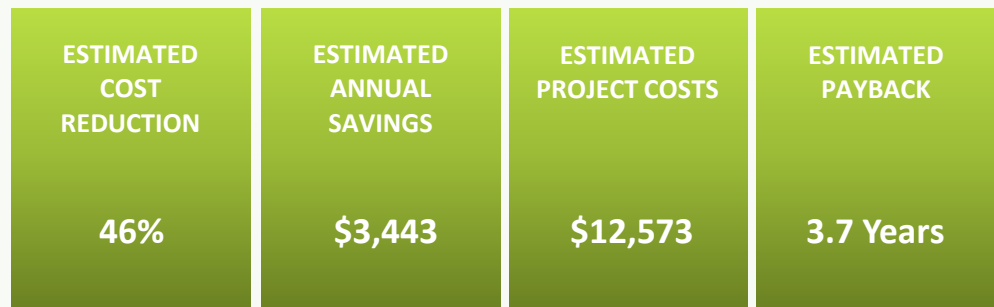 ESTIMATED
COST
REDUCTION
46%
ESTIMATED
ANNUAL
SAVINGS
$3,443
ESTIMATED
PROJECT COSTS
$12,573
ESTIMATED
PAYBACK
3.7 Years